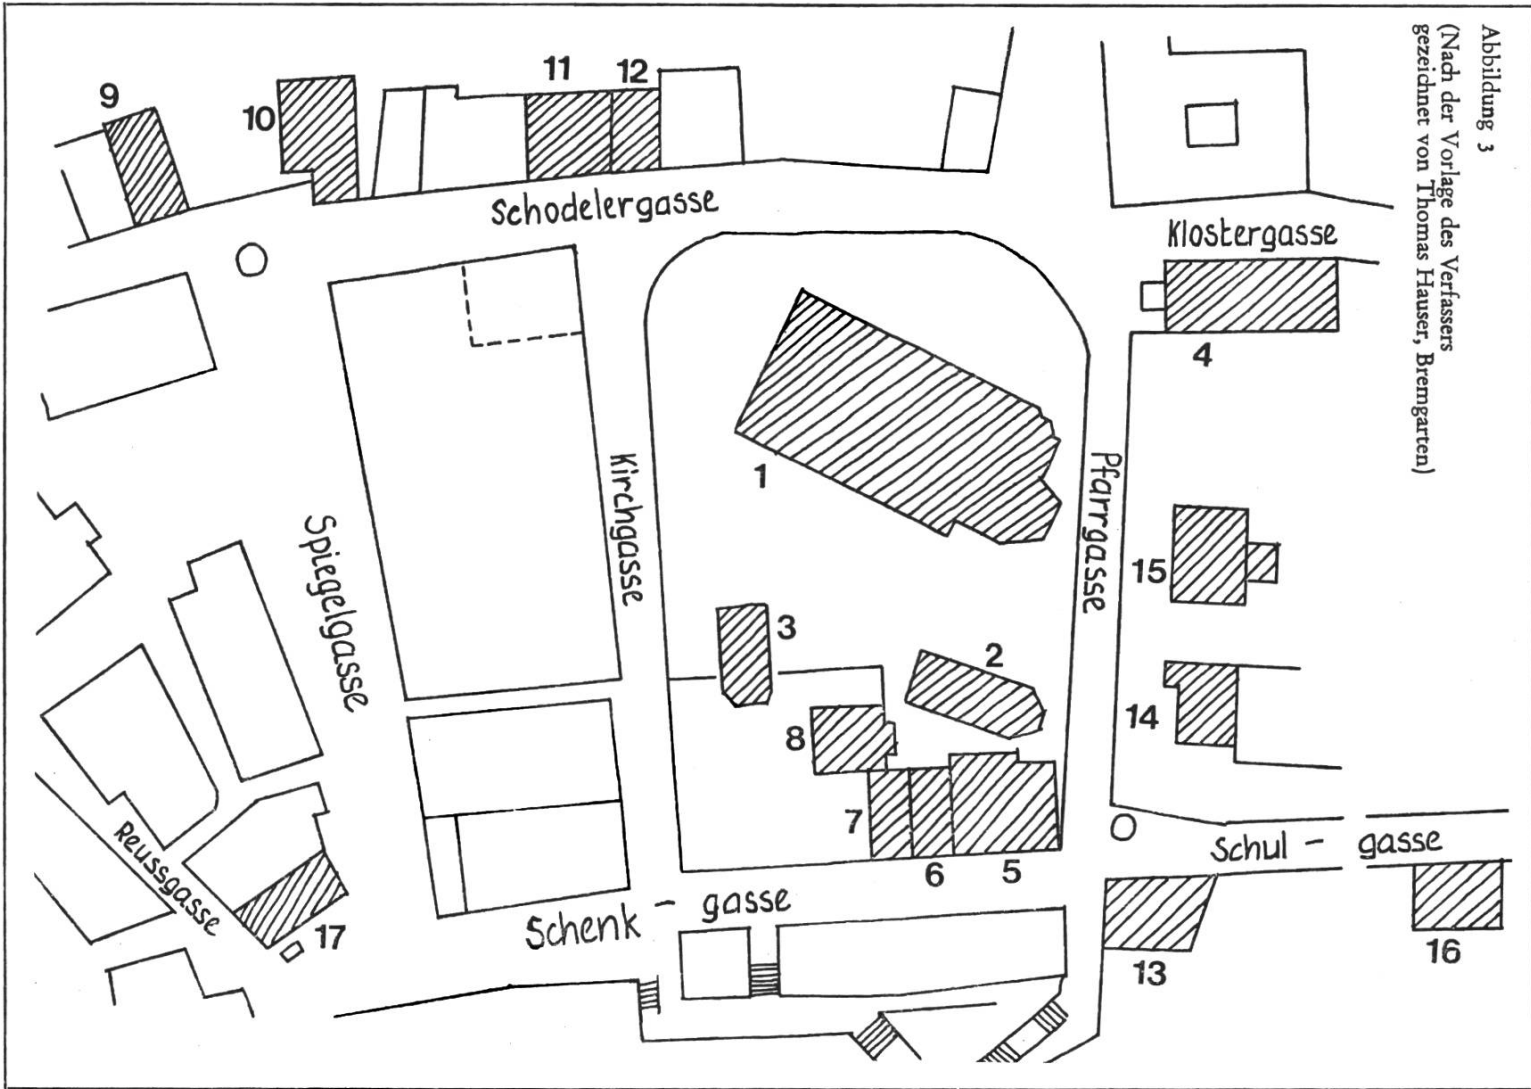 Abbildung 3
(Nach der Vorlage des Verfassers
gezeichnet von Thomas Hauser, Bremgarten)
9
10
11
12
Schodelergasse
Klostergasse
4
1
Kirchgasse
Pfarrgasse
Spiegelgasse
15
3
2
14
8
7
6
5
Reussgasse
Schul - gasse
Schenk - gasse
17
13
16